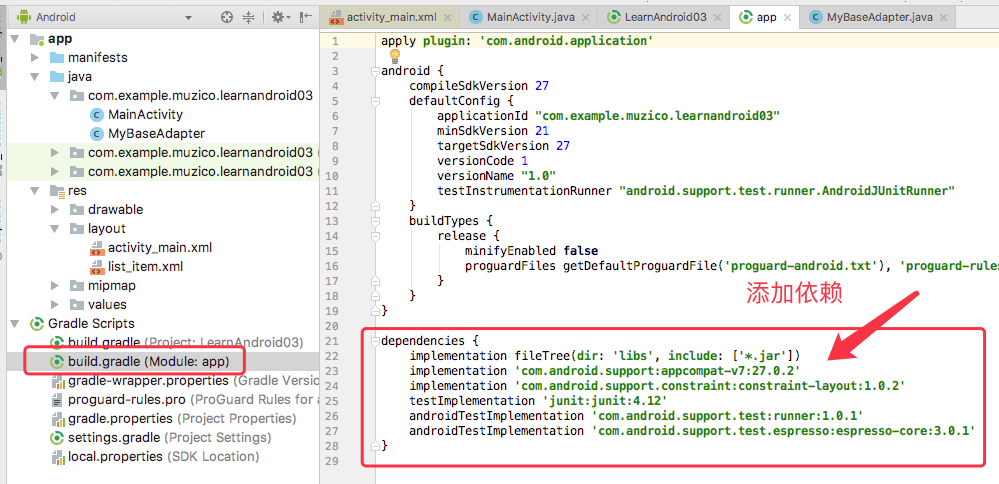 Android
activity_main.xml
MainActivity.java
LearnAndroid03
app
MyBaseAdapter.java
app
manifests
java
com.example.muzico.learnandroid03
MainActivity
MyBaseAdapter
com.example.muzico.learnandroid03 (
com.example.muzico.learnandroid03 (
res
drawable
layout
activity_main.xml
list_item.xml
mipmap
values
Gradle Scripts
build.gradle (Project: LearnAndroid03)
build.gradle (Module: app)
gradle-wrapper.properties (Gradle Version
proguard-rules.pro (ProGuard Rules for a
gradle.properties (Project Properties)
settings.gradle (Project Settings)
local.properties (SDK Location)
1 apply plugin: 'com.android.application'
2
3 android {
4 compileSdkVersion 27
5 defaultConfig {
6 applicationId "com.example.muzico.learnandroid03"
7 minSdkVersion 21
8 targetSdkVersion 27
9 versionCode 1
10 versionName "1.0"
11 testInstrumentationRunner "android.support.test.runner.AndroidJUnitRunner"
12 }
13 buildTypes {
14 release {
15 minifyEnabled false
16 proguardFiles getDefaultProguardFile('proguard-android.txt'), 'proguard-rules
17 }
18 }
19 }
添加依赖
20
21 dependencies {
22 implementation fileTree(dir: 'libs', include: ['*.jar'])
23 implementation 'com.android.support:appcompat-v7:27.0.2'
24 implementation 'com.android.support.constraint:constraint-layout:1.0.2'
25 testImplementation 'junit:junit:4.12'
26 androidTestImplementation 'com.android.support.test:runner:1.0.1'
27 androidTestImplementation 'com.android.support.test.espresso:espresso-core:3.0.1'
28 }
29